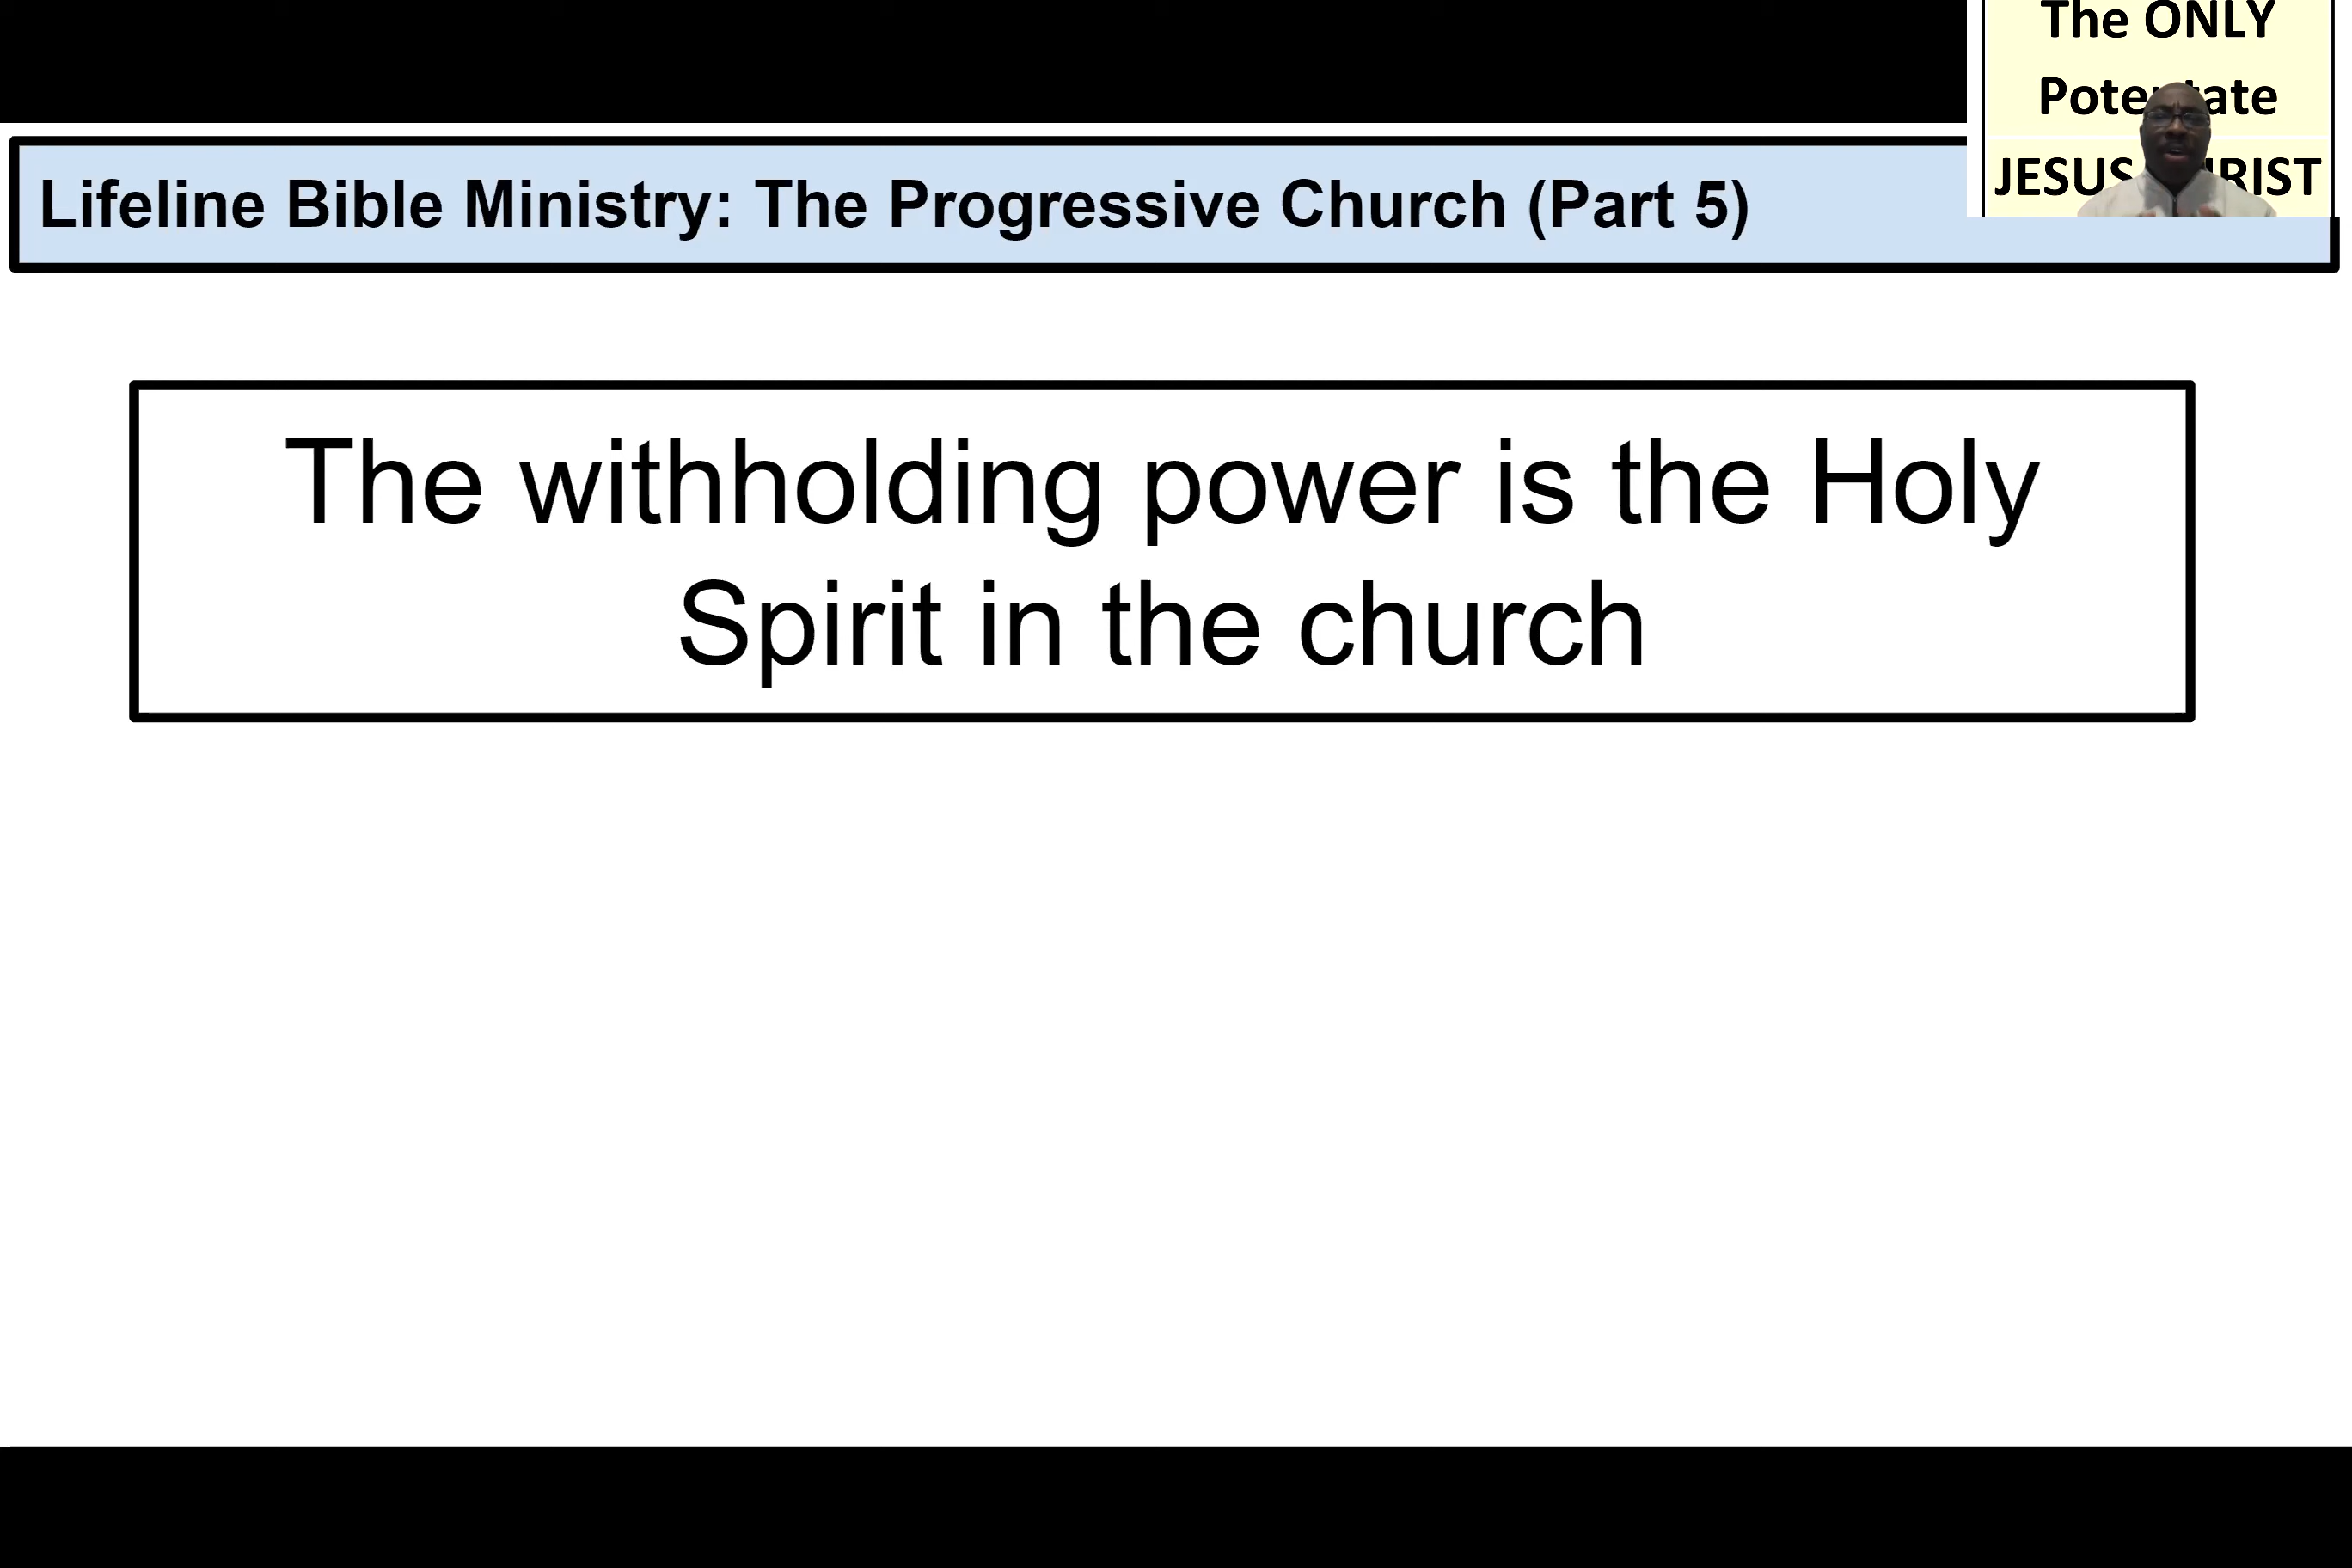 The ONLY
JESUS
Lifeline Bible Ministry: The Progressive Church (Part 5)
The withholding power is the Holy
Spirit in the church